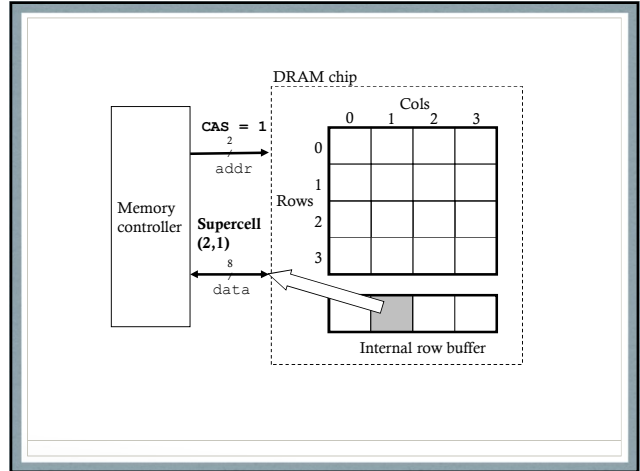 DRAM chip
Cols
0 1 2 3
CAS = 1
2
addr
0
1
Rows
2
3
Memory
controller
Supercell
(2,1)
8
data
Internal row buffer